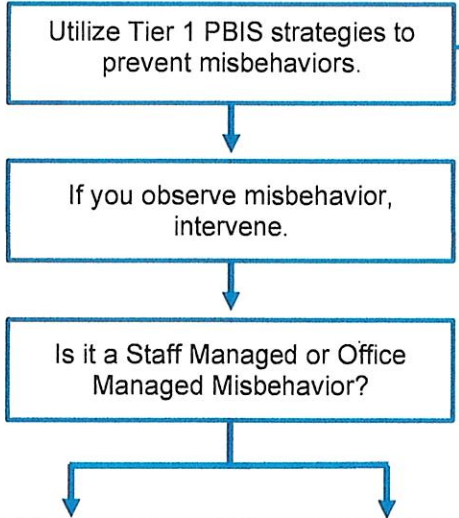 Utilize Tier 1 PBIS strategies to
prevent misbehaviors.
If you observe misbehavior,
intervene.
Is it a Staff Managed or Office
Managed Misbehavior?